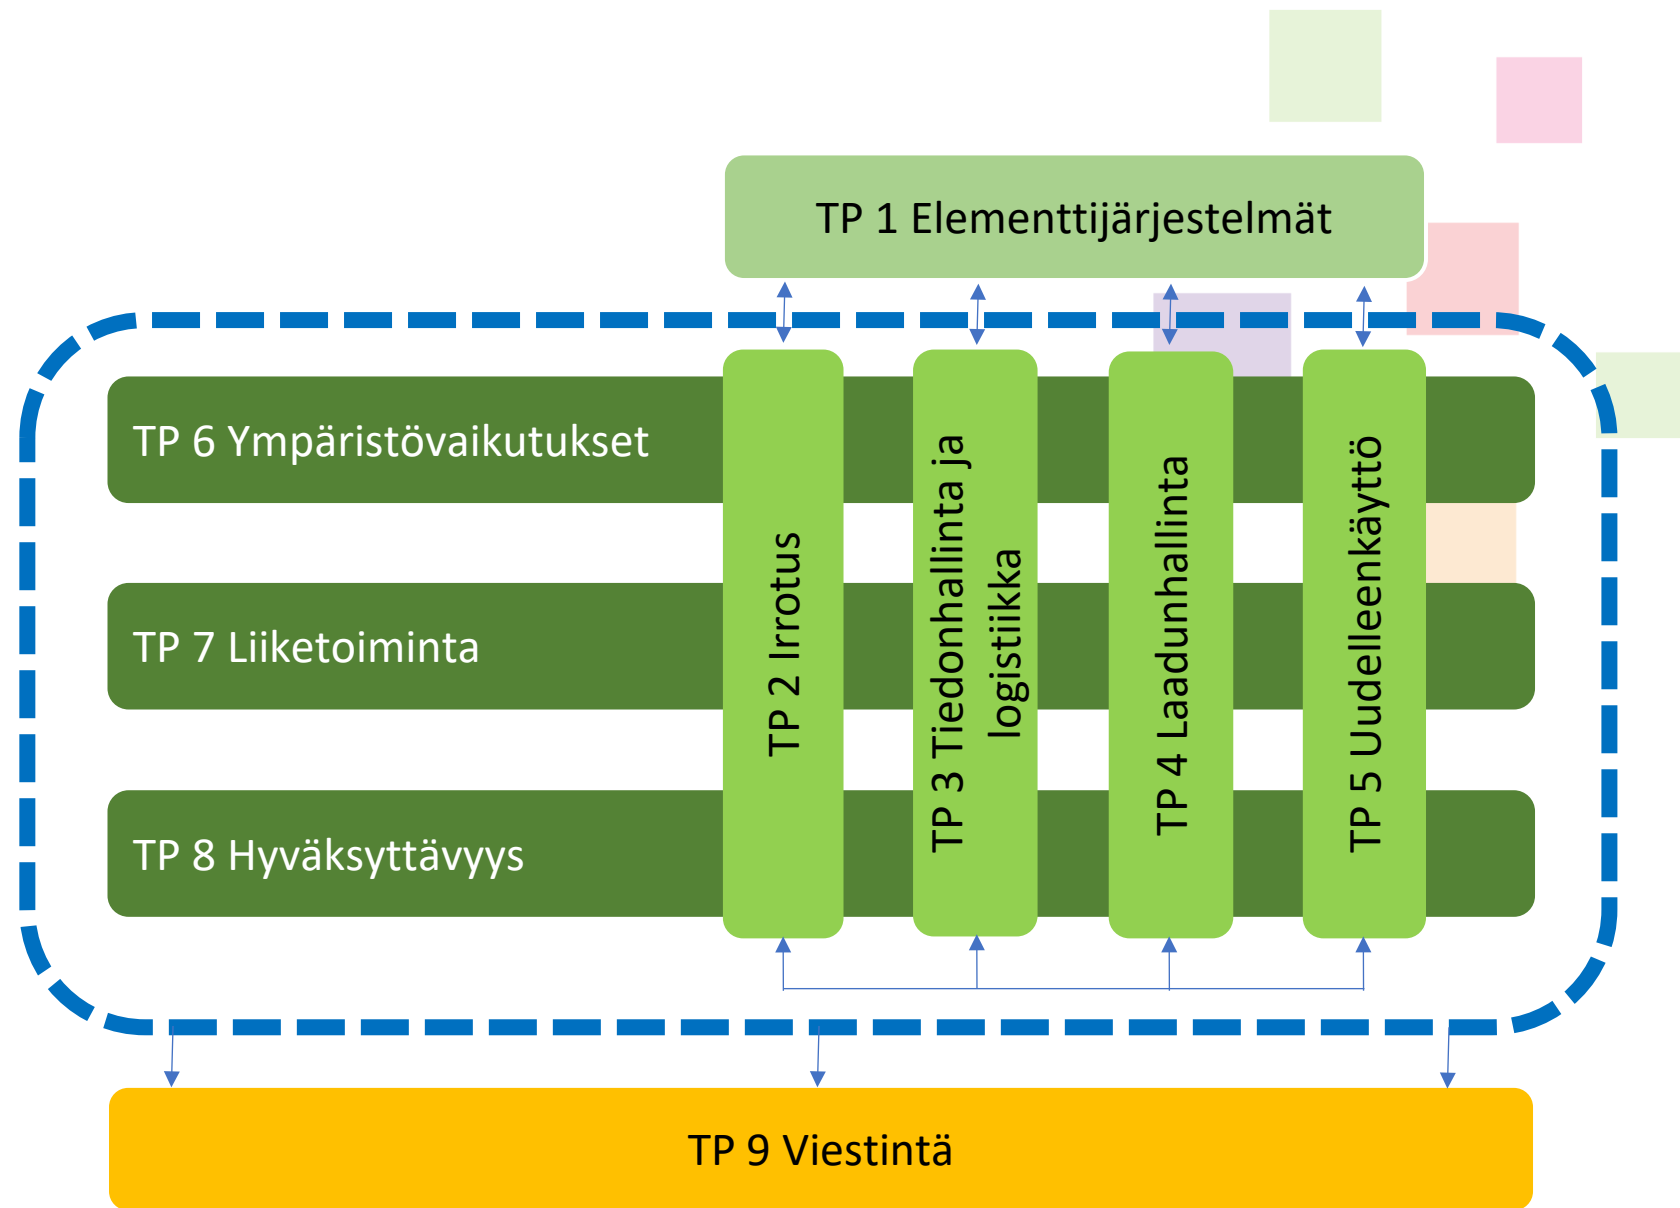 TP 1 Elementtijärjestelmät
TP 6 Ympäristövaikutukset
TP 7 Liiketoiminta
TP 8 Hyväksyttävyys
TP 2 Irrotus
TP 3 Tiedonhallinta ja
logistiikka
TP 4 Laadunhallinta
TP 5 Uudelleenkäyttö
TP 9 Viestintä